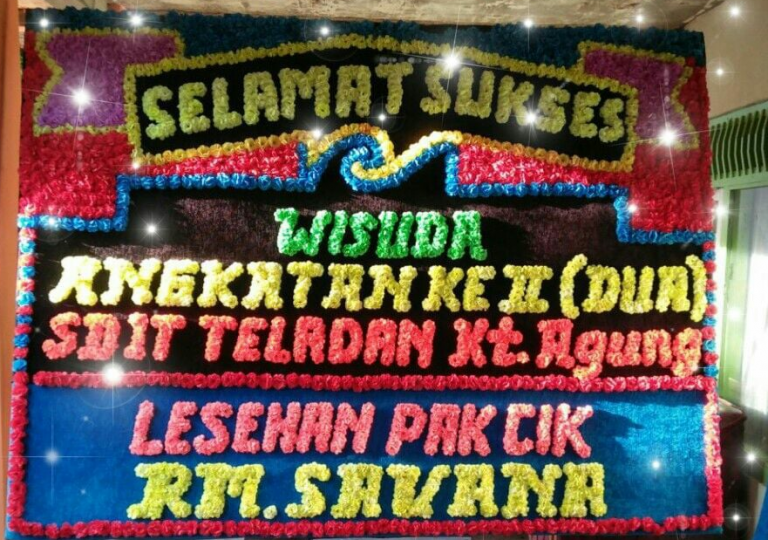 SELAMAT SUKSES
WISUDA
ANGKATAN KE II (DUA)
SDIT TELADAN Kt. Agung
LESEHAN PAK CIK
RM. SAVANA